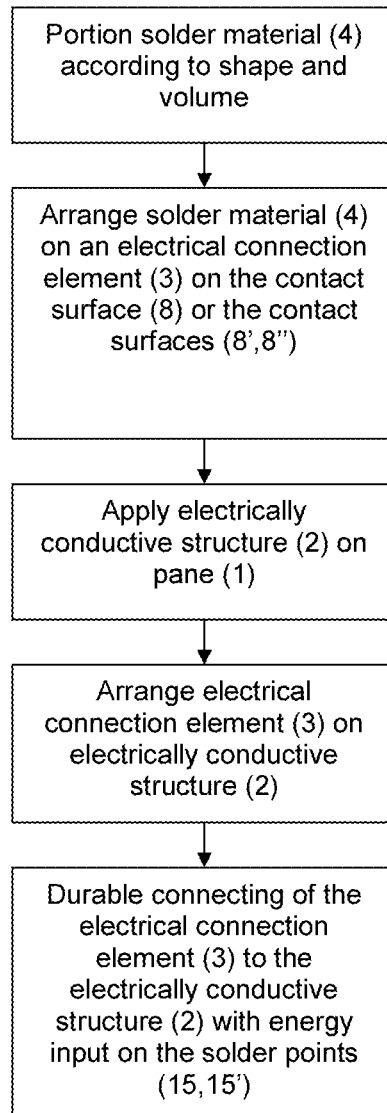 Portion solder material (4)
according to shape and
volume
Arrange solder material (4)
on an electrical connection
element (3) on the contact
surface (8) or the contact
surfaces (8',8'')
Apply electrically
conductive structure (2) on
pane (1)
Arrange electrical
connection element (3) on
electrically conductive
structure (2)
Durable connecting of the
electrical connection
element (3) to the
electrically conductive
structure (2) with energy
input on the solder points
(15,15')